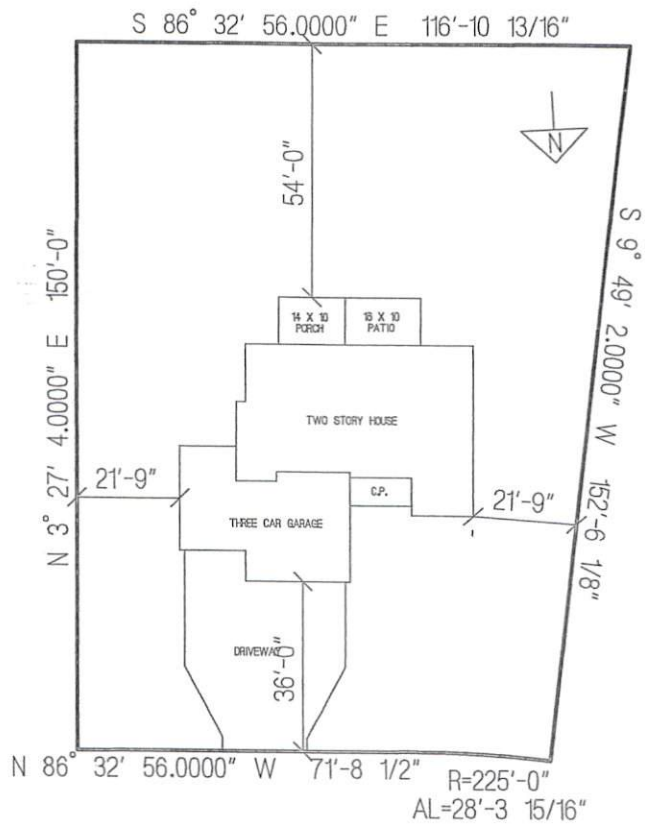 S 86° 32' 56.0000" E 116'-10 13/16"
N
54'-0"
S 9° 49' 2.0000" W 152'-6 1/8"
N 3° 27' 4.0000" E 150'-0"
14 X 10
PORCH
18 X 10
PATIO
TWO STORY HOUSE
21'-9"
C.P.
21'-9"
THREE CAR GARAGE
DRIVEWAY
36'-0"
N 86° 32' 56.0000" W 71'-8 1/2"
R=225'-0"
AL=28'-3 15/16"